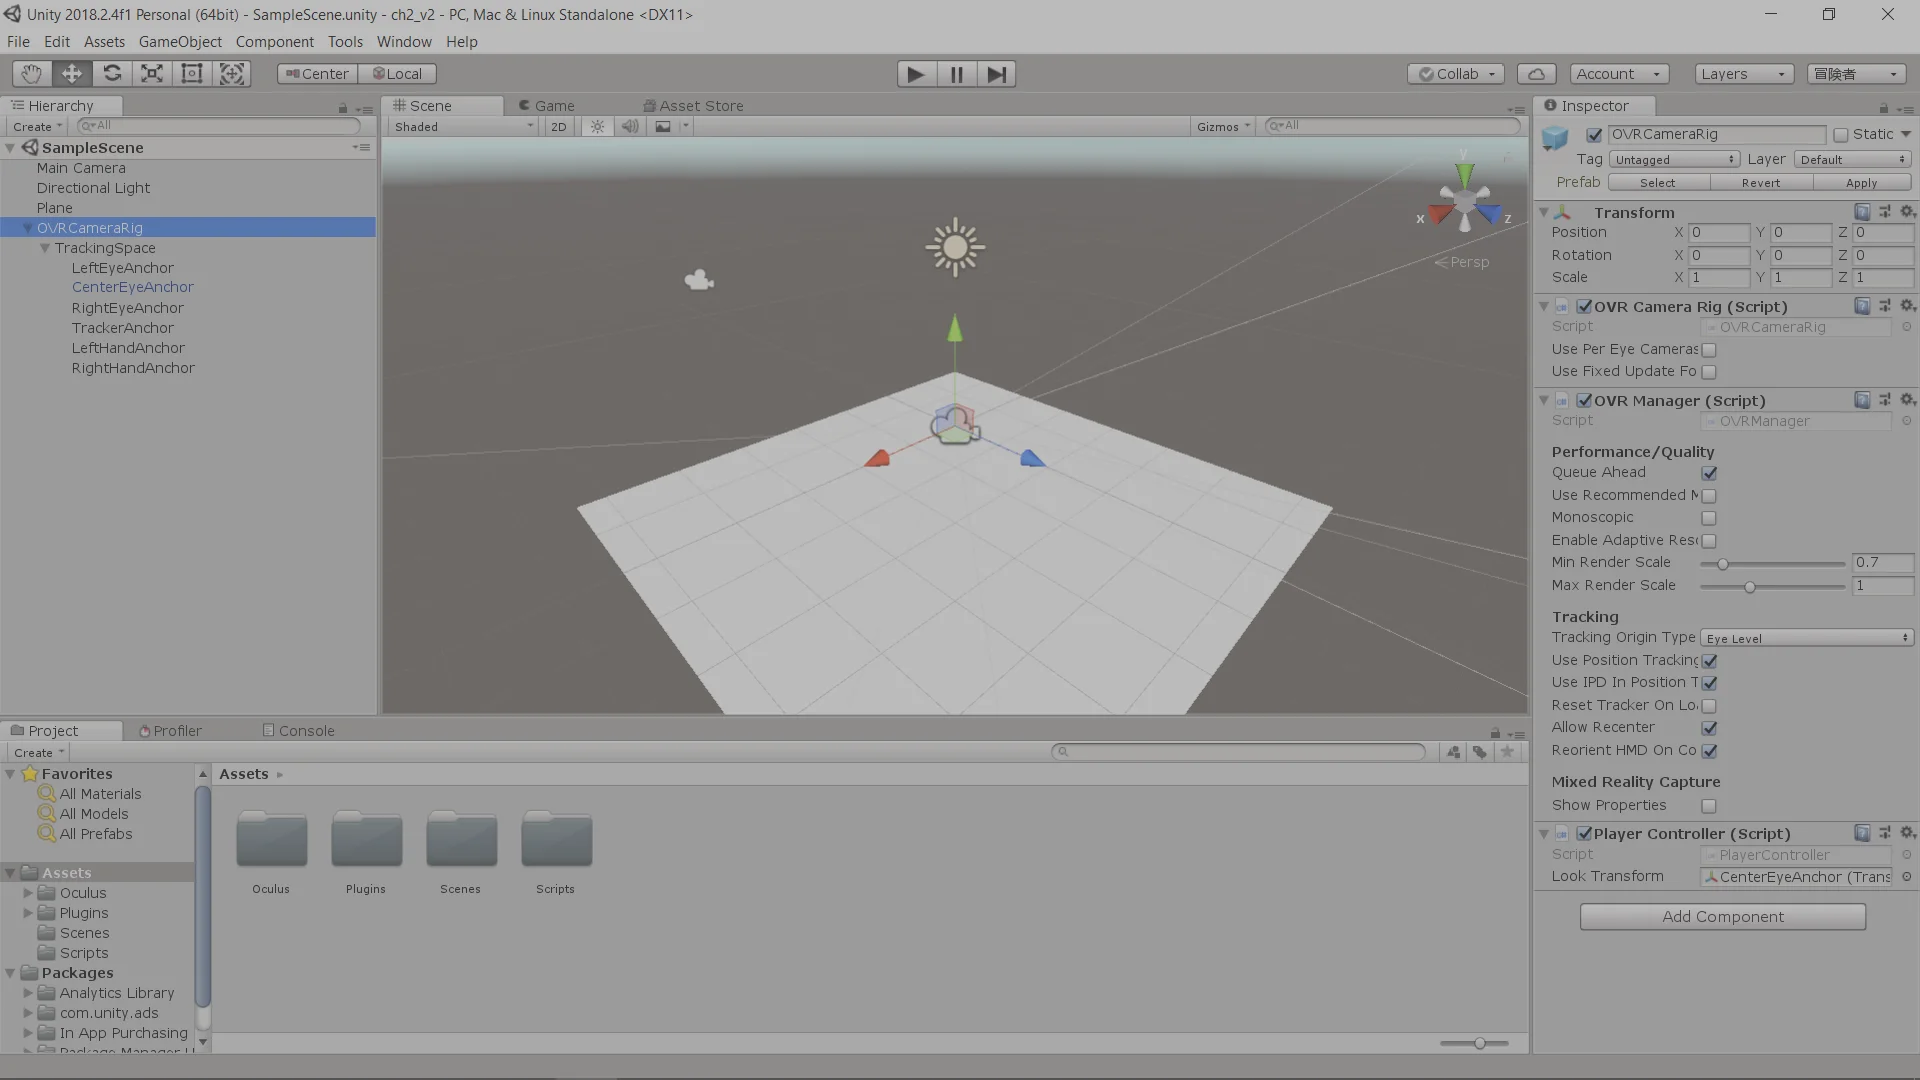 Unity 2018.2.4f1 Personal (64bit) - SampleScene.unity - ch2_v2 - PC, Mac & Linux Standalone <DX11>
File Edit Assets GameObject Component Tools Window Help
Center Local Collab Account Layers 冒険者
Hierarchy
Create All
SampleScene
Main Camera
Directional Light
Plane
OVRCameraRig
TrackingSpace
LeftEyeAnchor
CenterEyeAnchor
RightEyeAnchor
TrackerAnchor
LeftHandAnchor
RightHandAnchor
Scene Game Asset Store
Shaded 2D Gizmos All
y
x z
Persp
Inspector
OVRCameraRig Static
Tag Untagged Layer Default
Prefab Select Revert Apply
Transform
Position X 0 Y 0 Z 0
Rotation X 0 Y 0 Z 0
Scale X 1 Y 1 Z 1
OVR Camera Rig (Script)
Script OVRCameraRig
Use Per Eye Cameras
Use Fixed Update Fo
OVR Manager (Script)
Script OVRManager
Performance/Quality
Queue Ahead
Use Recommended M
Monoscopic
Enable Adaptive Reso
Min Render Scale 0.7
Max Render Scale 1
Tracking
Tracking Origin Type Eye Level
Use Position Tracking
Use IPD In Position T
Reset Tracker On Lo
Allow Recenter
Reorient HMD On Co
Mixed Reality Capture
Show Properties
Player Controller (Script)
Script PlayerController
Look Transform CenterEyeAnchor (Trans
Add Component
Project Profiler Console
Create
Favorites
All Materials
All Models
All Prefabs
Assets
Oculus
Plugins
Scenes
Scripts
Packages
Analytics Library
com.unity.ads
In App Purchasing
Package Manager U
Assets
Oculus Plugins Scenes Scripts